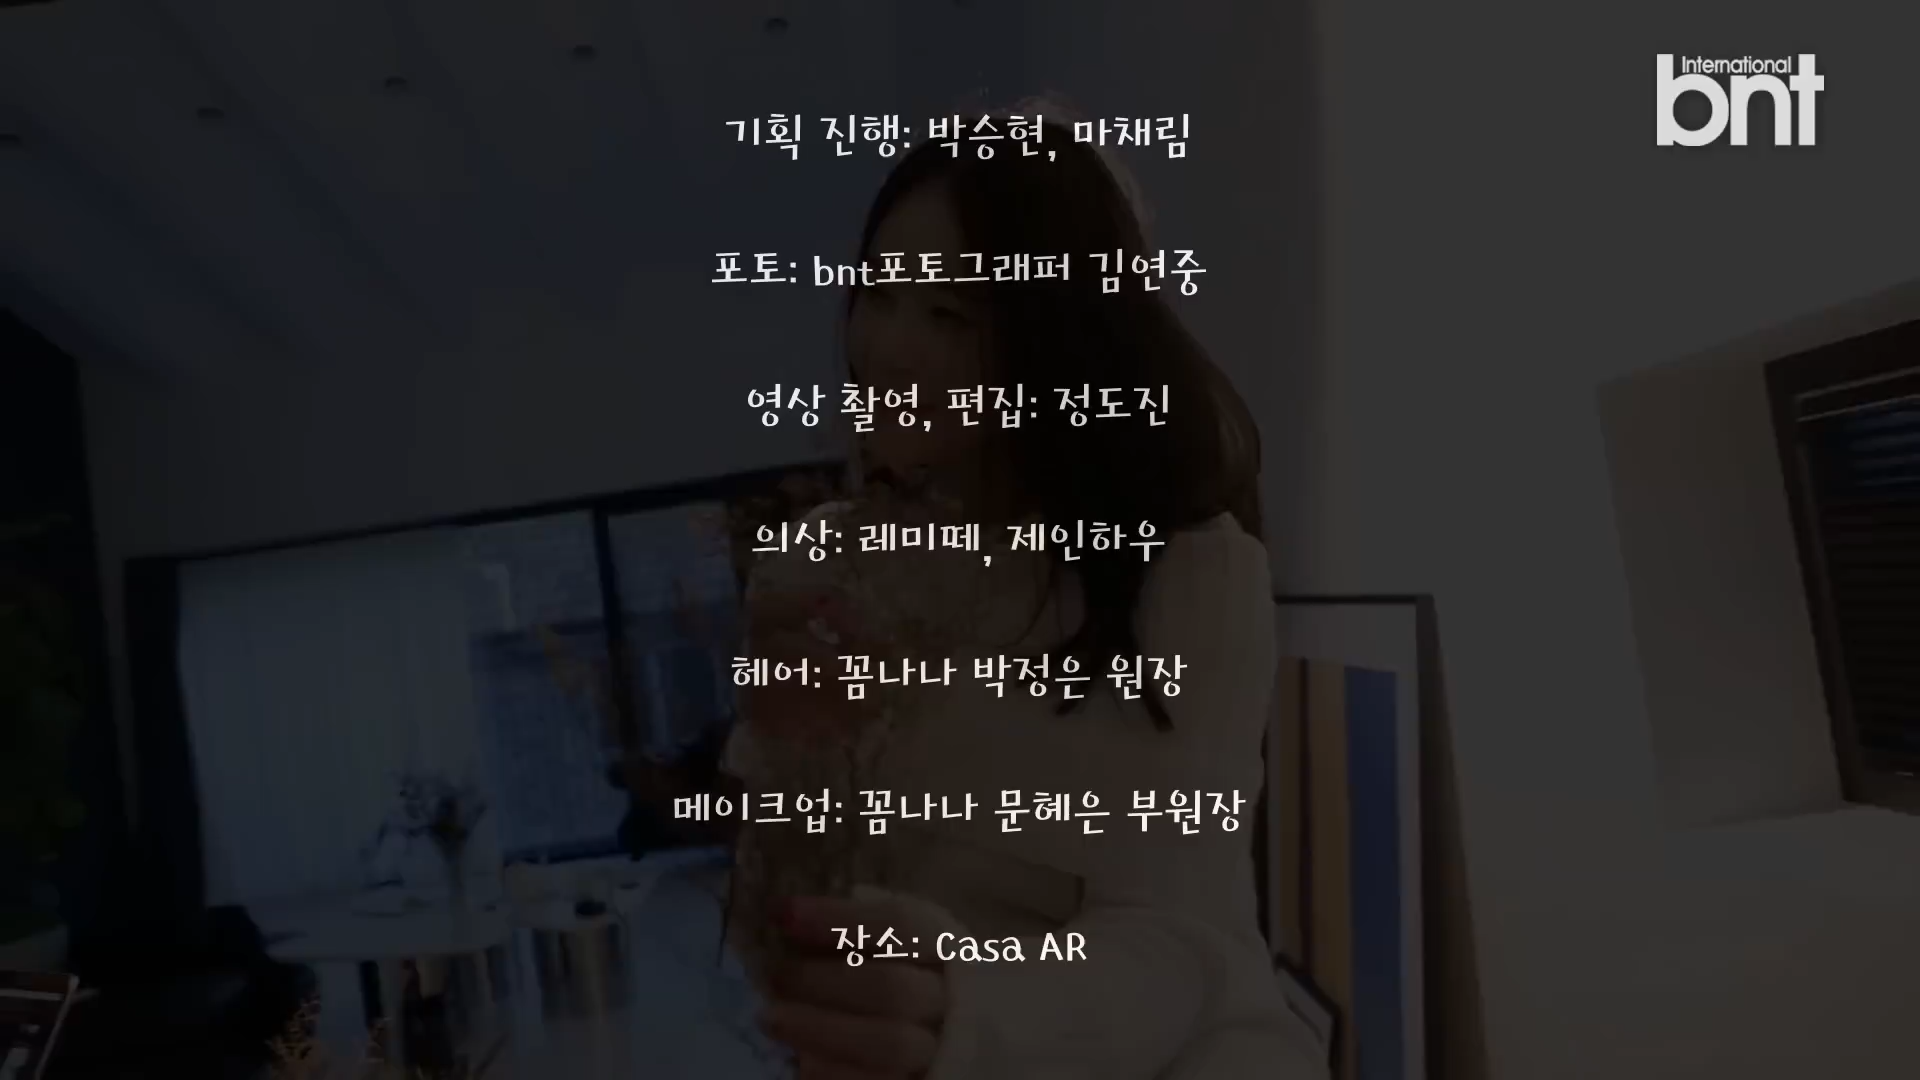 International
bnt
기획 진행: 박승현, 마채림
포토: bnt포토그래퍼 김연중
영상 촬영, 편집: 정도진
의상: 레미떼, 제인하우
헤어: 꼼나나 박정은 원장
메이크업: 꼼나나 문혜은 부원장
장소: Casa AR